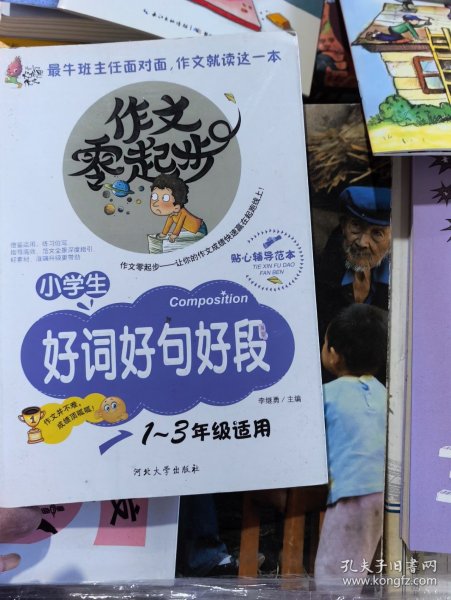 最牛班主任面对面,作文就读这一本
作文
零起步
作文零起步——让你的作文成绩快速赢在起跑线上!
贴心辅导范本
TIE XIN FU DAO
FAN BEN
小学生
Composition
好词好句好段
作文并不难,
成绩顶呱呱!
李继勇/主编
1~3年级适用
河北大学出版社
孔夫子旧书网
www.kongfz.com